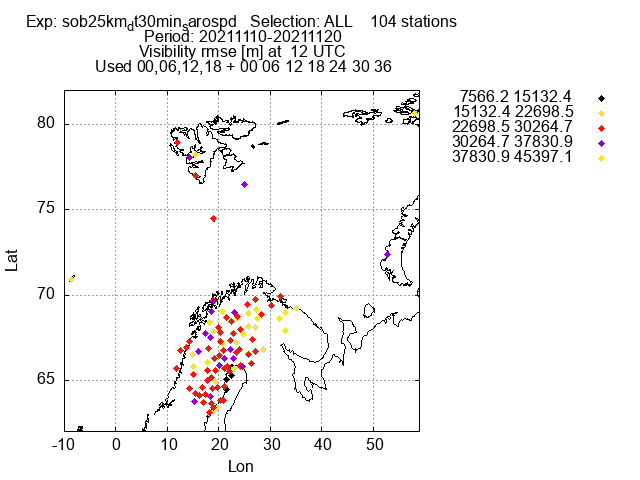 Exp: sob25km_dt30min_sarospd   Selection: ALL    104 stations
Period: 20211110-20211120
Visibility rmse [m] at  12 UTC
Used 00,06,12,18 + 00 06 12 18 24 30 36
7566.2 15132.4
15132.4 22698.5
22698.5 30264.7
30264.7 37830.9
37830.9 45397.1
80
75
70
65
Lat
-10 0 10 20 30 40 50
Lon